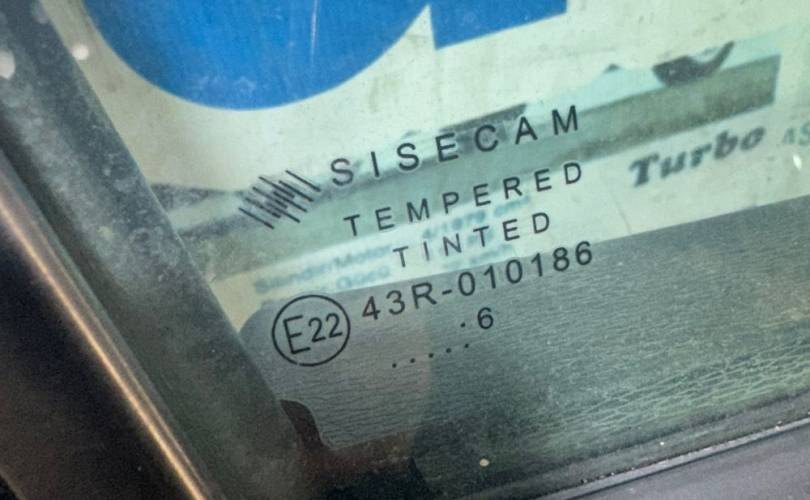 SISECAM
TEMPERED
TINTED
E22 43R-010186
. 6
. . . . .
Turbo